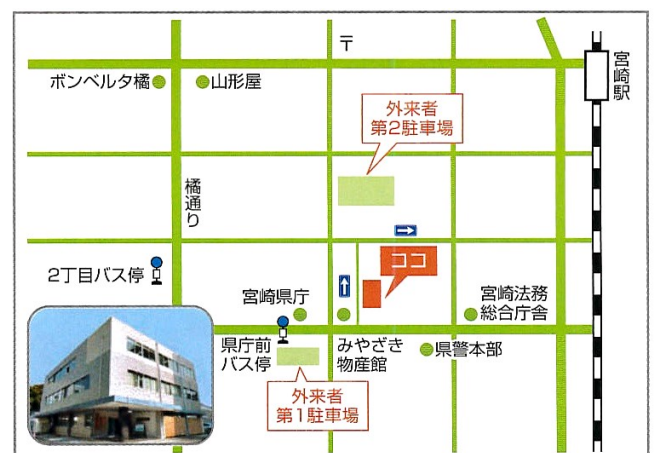 〒
ボンベルタ橘
山形屋
宮崎駅
外来者
第2駐車場
橘通り
ココ
2丁目バス停
宮崎県庁
宮崎法務
総合庁舎
県庁前
バス停
みやざき
物産館
県警本部
外来者
第1駐車場